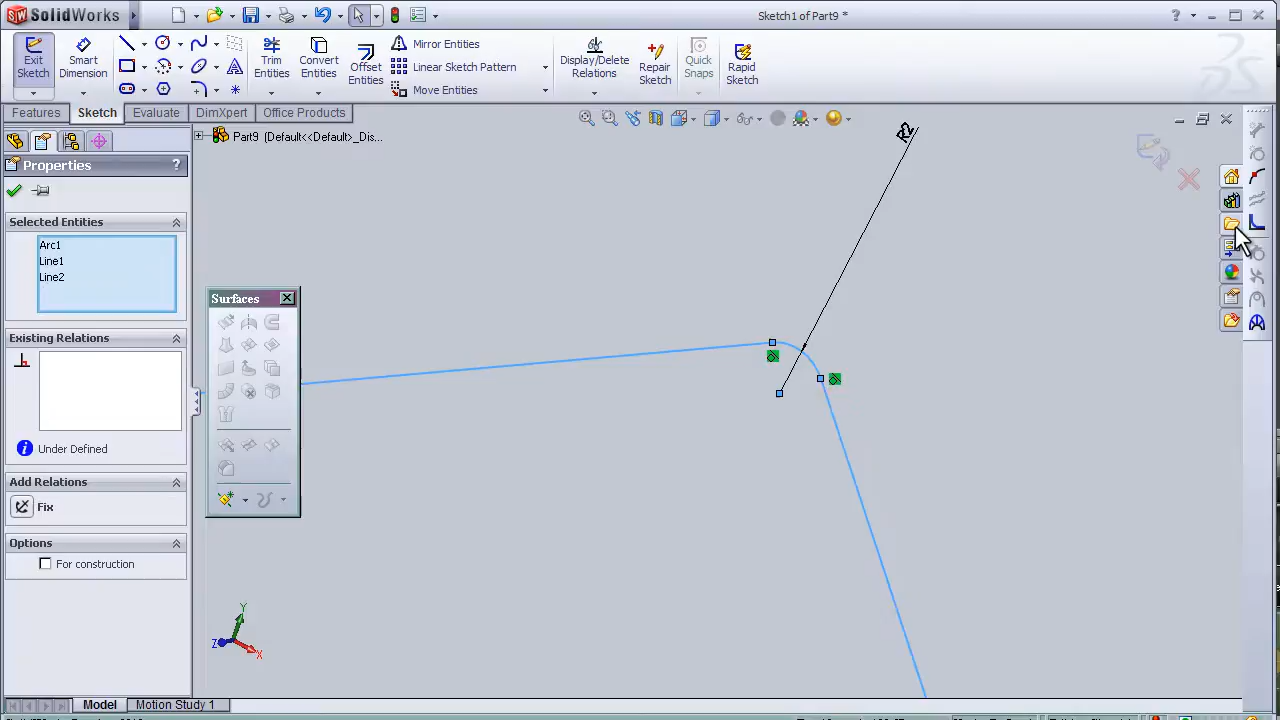 SolidWorks
Sketch1 of Part9 *
Exit Sketch
Smart Dimension
Trim Entities
Convert Entities
Offset Entities
Mirror Entities
Linear Sketch Pattern
Move Entities
Display/Delete Relations
Repair Sketch
Quick Snaps
Rapid Sketch
Features
Sketch
Evaluate
DimXpert
Office Products
Part9 (Default<<Default>_Dis...
R2
Properties
?
Selected Entities
Arc1
Line1
Line2
Surfaces
Existing Relations
Under Defined
Add Relations
Fix
Options
For construction
Y
Z
X
Model
Motion Study 1